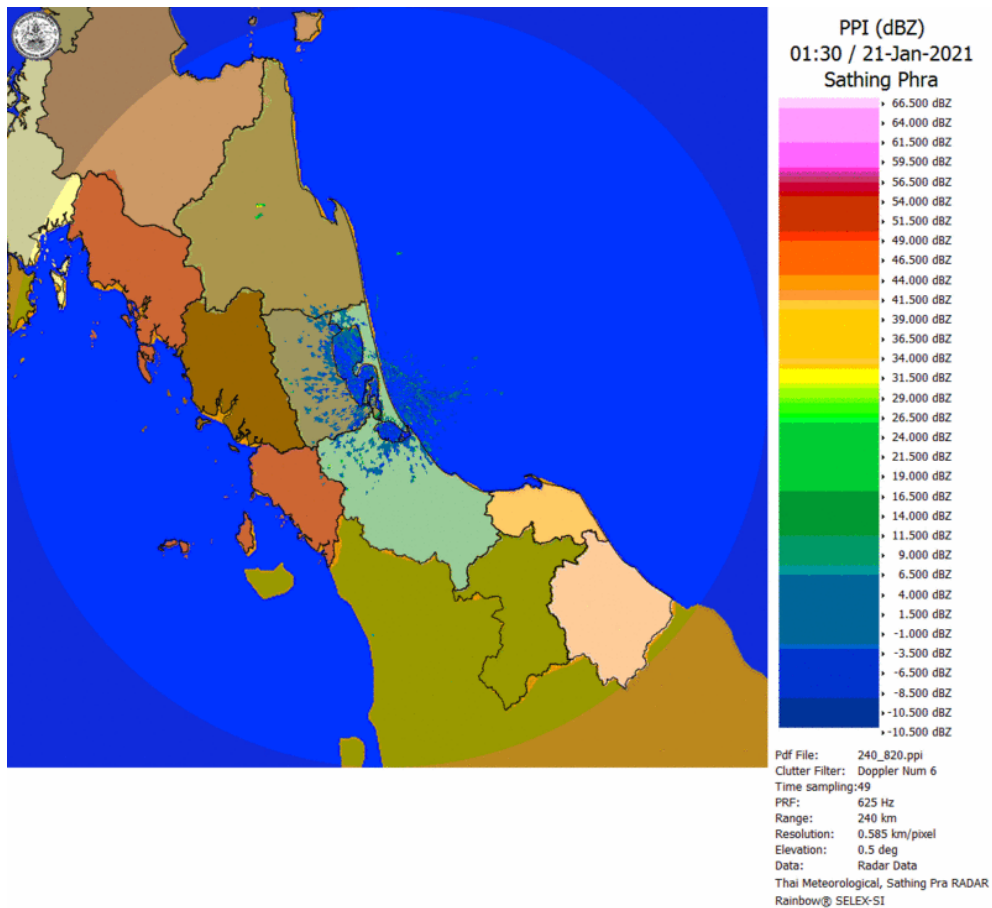 PPI (dBZ)
01:30 / 21-Jan-2021
Sathing Phra
66.500 dBZ
64.000 dBZ
61.500 dBZ
59.500 dBZ
56.500 dBZ
54.000 dBZ
51.500 dBZ
49.000 dBZ
46.500 dBZ
44.000 dBZ
41.500 dBZ
39.000 dBZ
36.500 dBZ
34.000 dBZ
31.500 dBZ
29.000 dBZ
26.500 dBZ
24.000 dBZ
21.500 dBZ
19.000 dBZ
16.500 dBZ
14.000 dBZ
11.500 dBZ
9.000 dBZ
6.500 dBZ
4.000 dBZ
1.500 dBZ
-1.000 dBZ
-3.500 dBZ
-6.500 dBZ
-8.500 dBZ
-10.500 dBZ
-10.500 dBZ
Pdf File: 240_820.ppi
Clutter Filter: Doppler Num 6
Time sampling:49
PRF: 625 Hz
Range: 240 km
Resolution: 0.585 km/pixel
Elevation: 0.5 deg
Data: Radar Data
Thai Meteorological, Sathing Pra RADAR
Rainbow® SELEX-SI